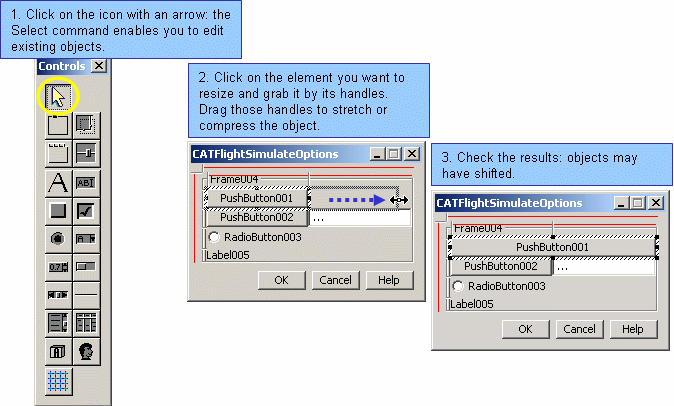 1. Click on the icon with an arrow: the
Select command enables you to edit
existing objects.
Controls
A
ABI
A
0.7
2. Click on the element you want to
resize and grab it by its handles.
Drag those handles to stretch or
compress the object.
CATFlightSimulateOptions
Frame004
PushButton001
PushButton002
...
RadioButton003
Label005
OK
Cancel
Help
3. Check the results: objects may
have shifted.
CATFlightSimulateOptions
Frame004
PushButton001
PushButton002
...
RadioButton003
Label005
OK
Cancel
Help